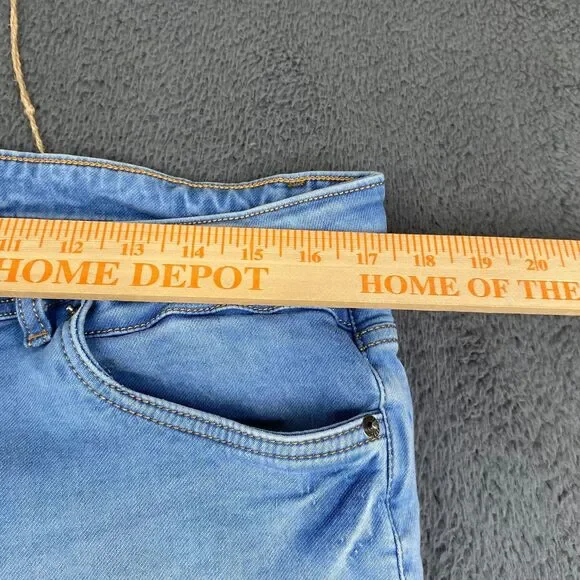 11 12 13 14 15 16 17 18 19 20
HOME DEPOT HOME OF THE